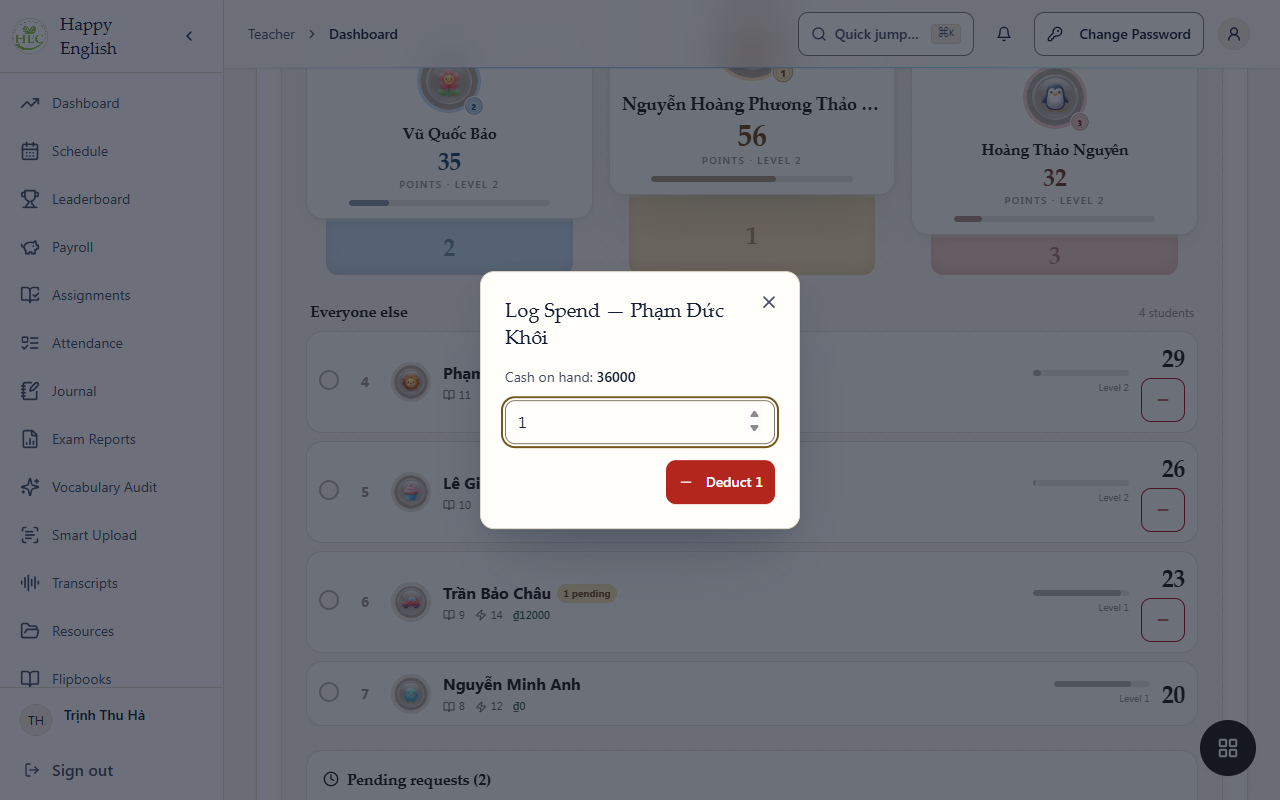 Happy
English
Teacher
Dashboard
Quick jump...
⌘K
Change Password
Dashboard
Schedule
Leaderboard
Payroll
Assignments
Attendance
Journal
Exam Reports
Vocabulary Audit
Smart Upload
Transcripts
Resources
Flipbooks
TH
Trịnh Thu Hà
Sign out
2
Vũ Quốc Bảo
35
POINTS · LEVEL 2
2
1
Nguyễn Hoàng Phương Thảo ...
56
POINTS · LEVEL 2
1
3
Hoàng Thảo Nguyên
32
POINTS · LEVEL 2
3
Everyone else
4 students
4
11
29
Level 2
5
10
26
Level 2
6
Trần Bảo Châu
1 pending
9
14
₫12000
23
Level 1
7
Nguyễn Minh Anh
8
12
₫0
Level 1
20
Pending requests (2)
Log Spend — Phạm Đức
Khôi
Cash on hand: 36000
1
Deduct 1